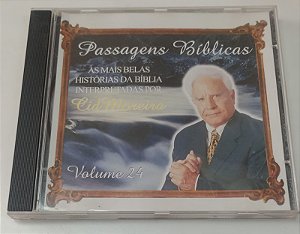 Passagens Bíblicas
AS MAIS BELAS
HISTÓRIAS DA BÍBLIA
INTERPRETADAS POR
Cid Moreira
Volume 24